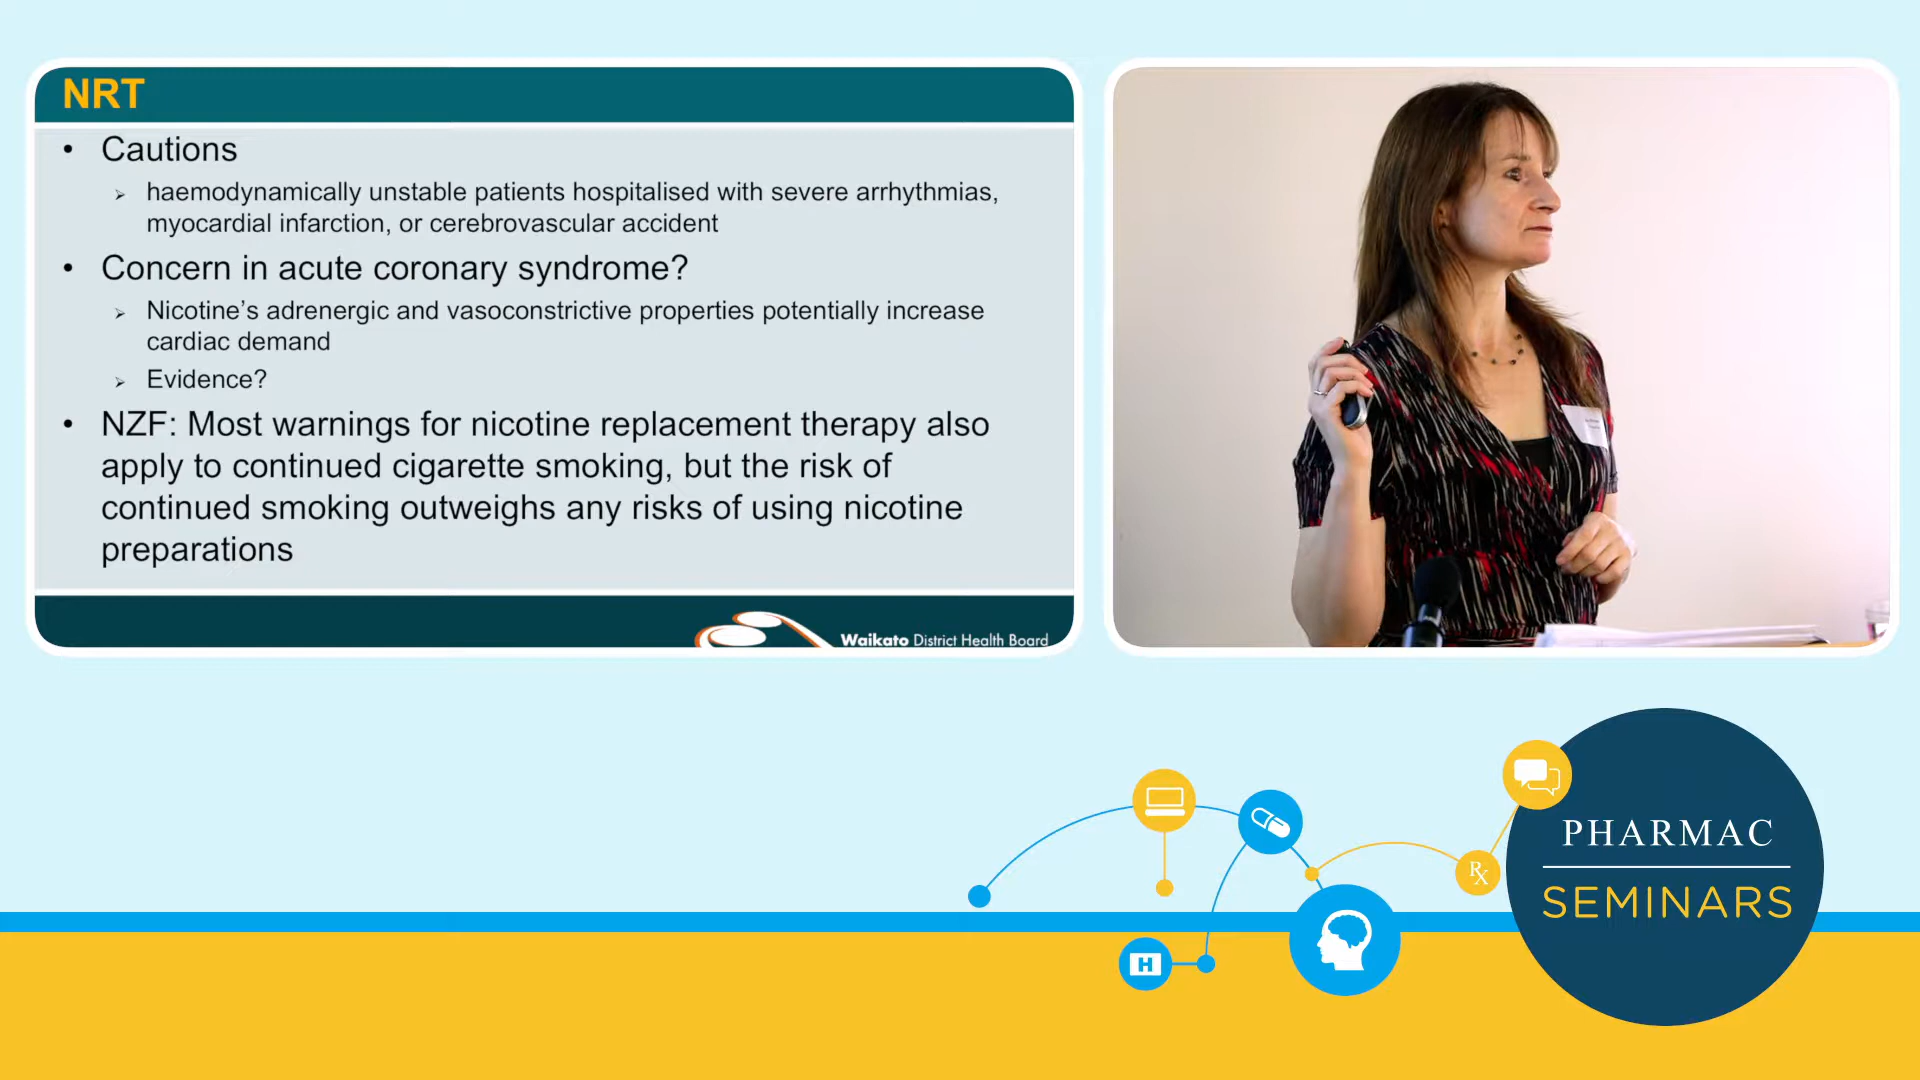 NRT
• Cautions
➢ haemodynamically unstable patients hospitalised with severe arrhythmias,
myocardial infarction, or cerebrovascular accident
• Concern in acute coronary syndrome?
➢ Nicotine’s adrenergic and vasoconstrictive properties potentially increase
cardiac demand
➢ Evidence?
• NZF: Most warnings for nicotine replacement therapy also
apply to continued cigarette smoking, but the risk of
continued smoking outweighs any risks of using nicotine
preparations
Waikato District Health Board
Rx
H
PHARMAC
SEMINARS